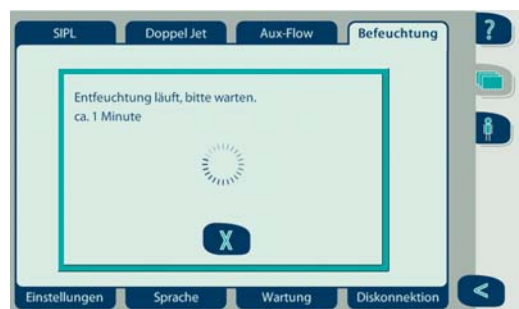 SIPL
Doppel Jet
Aux-Flow
Befeuchtung
?
Entfeuchtung läuft, bitte warten.
ca. 1 Minute
X
Einstellungen
Sprache
Wartung
Diskonnektion
<